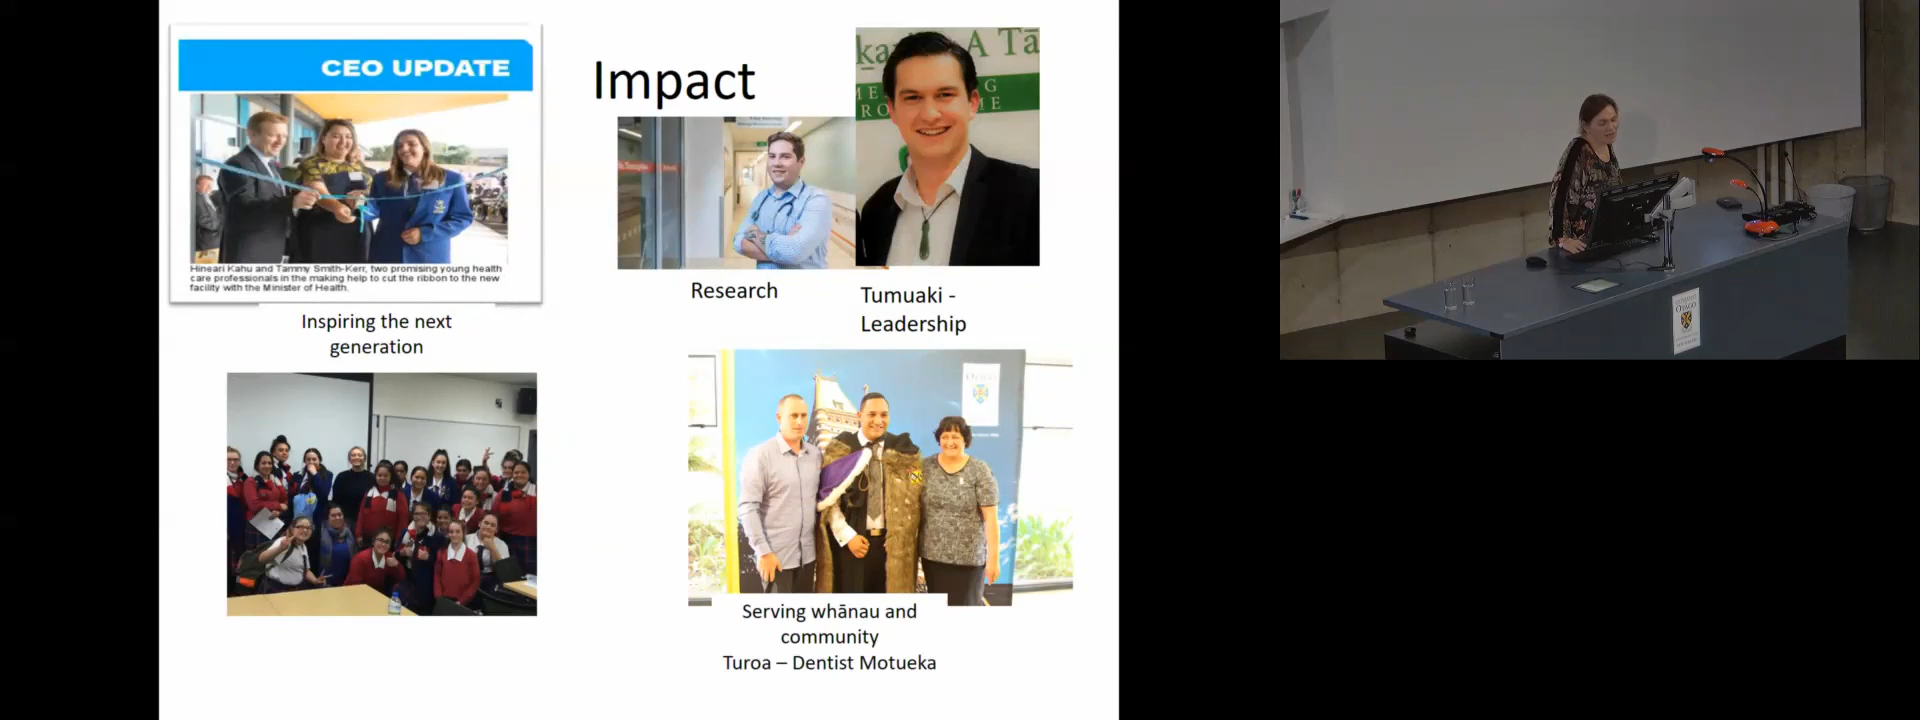 CEO UPDATE
Hineari Kahu and Tammy Smith-Kerr, two promising young health
care professionals in the making help to cut the ribbon to the new
facility with the Minister of Health.
Inspiring the next
generation
Impact
A Tā
Research
Tumuaki -
Leadership
Serving whānau and
community
Turoa – Dentist Motueka
OTAGO